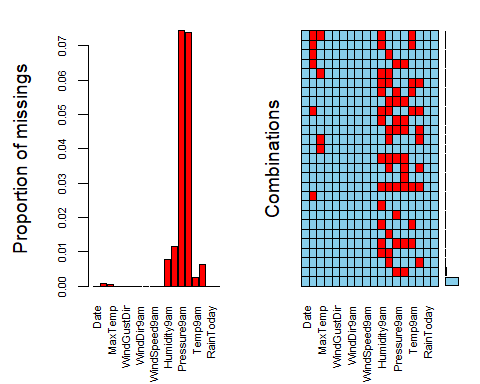 Proportion of missings
0.00
0.01
0.02
0.03
0.04
0.05
0.06
0.07
Date
MaxTemp
WindGustDir
WindDir9am
WindSpeed9am
Humidity9am
Pressure9am
Temp9am
RainToday
Combinations
Date
MaxTemp
WindGustDir
WindDir9am
WindSpeed9am
Humidity9am
Pressure9am
Temp9am
RainToday